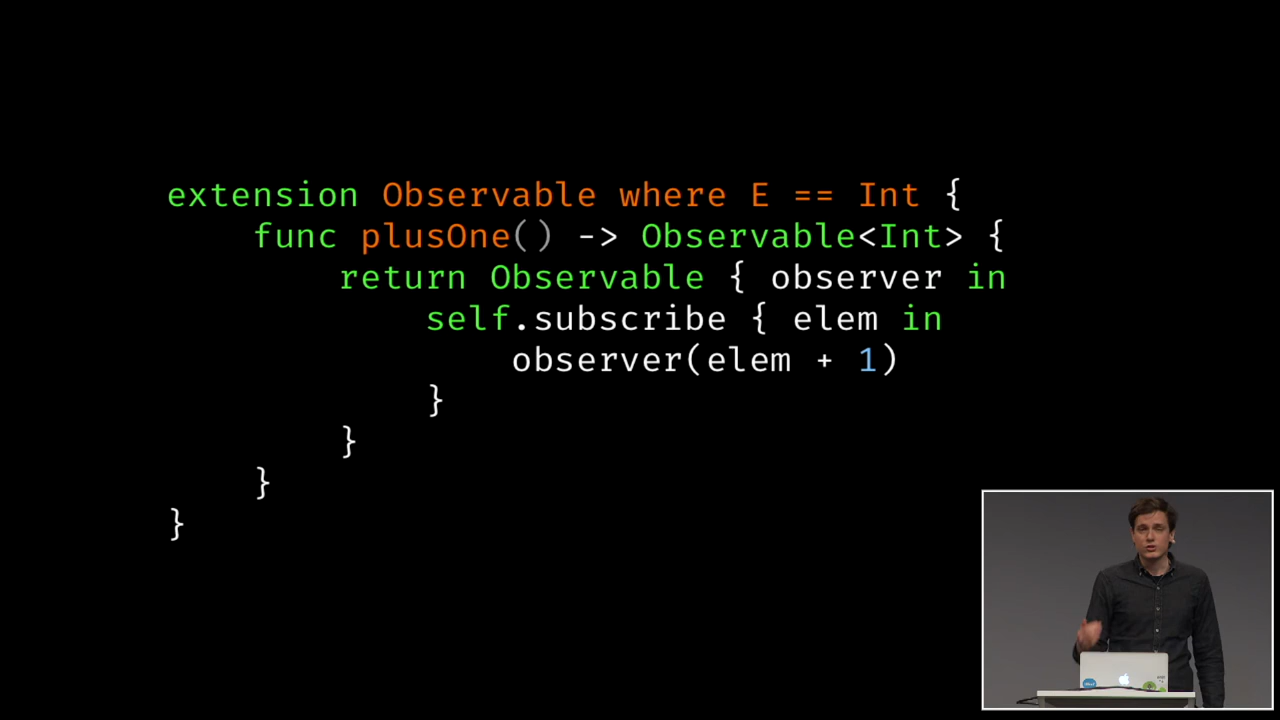 extension Observable where E == Int {
    func plusOne() -> Observable<Int> {
        return Observable { observer in
            self.subscribe { elem in
                observer(elem + 1)
            }
        }
    }
}